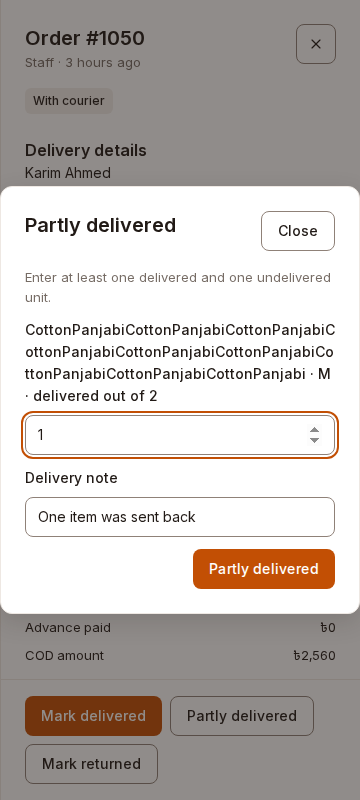 Order #1050
Staff · 3 hours ago
With courier
Delivery details
Karim Ahmed
Partly delivered
Close
Enter at least one delivered and one undelivered
unit.
CottonPanjabiCottonPanjabiCottonPanjabiC
ottonPanjabiCottonPanjabiCottonPanjabiCo
ttonPanjabiCottonPanjabiCottonPanjabi · M
· delivered out of 2
1
Delivery note
One item was sent back
Partly delivered
Advance paid ৳0
COD amount ৳2,560
Mark delivered Partly delivered
Mark returned